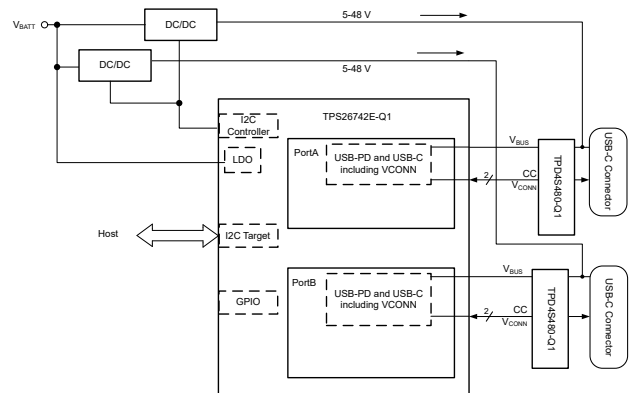 5-48 V
VBATT
DC/DC
DC/DC
5-48 V
TPS26742E-Q1
I2C
Controller
LDO
PortA
USB-PD and USB-C
including VCONN
VBUS
2
CC
VCONN
TPD4S480-Q1
USB-C Connector
Host
I2C Target
GPIO
PortB
USB-PD and USB-C
including VCONN
VBUS
2
CC
VCONN
TPD4S480-Q1
USB-C Connector